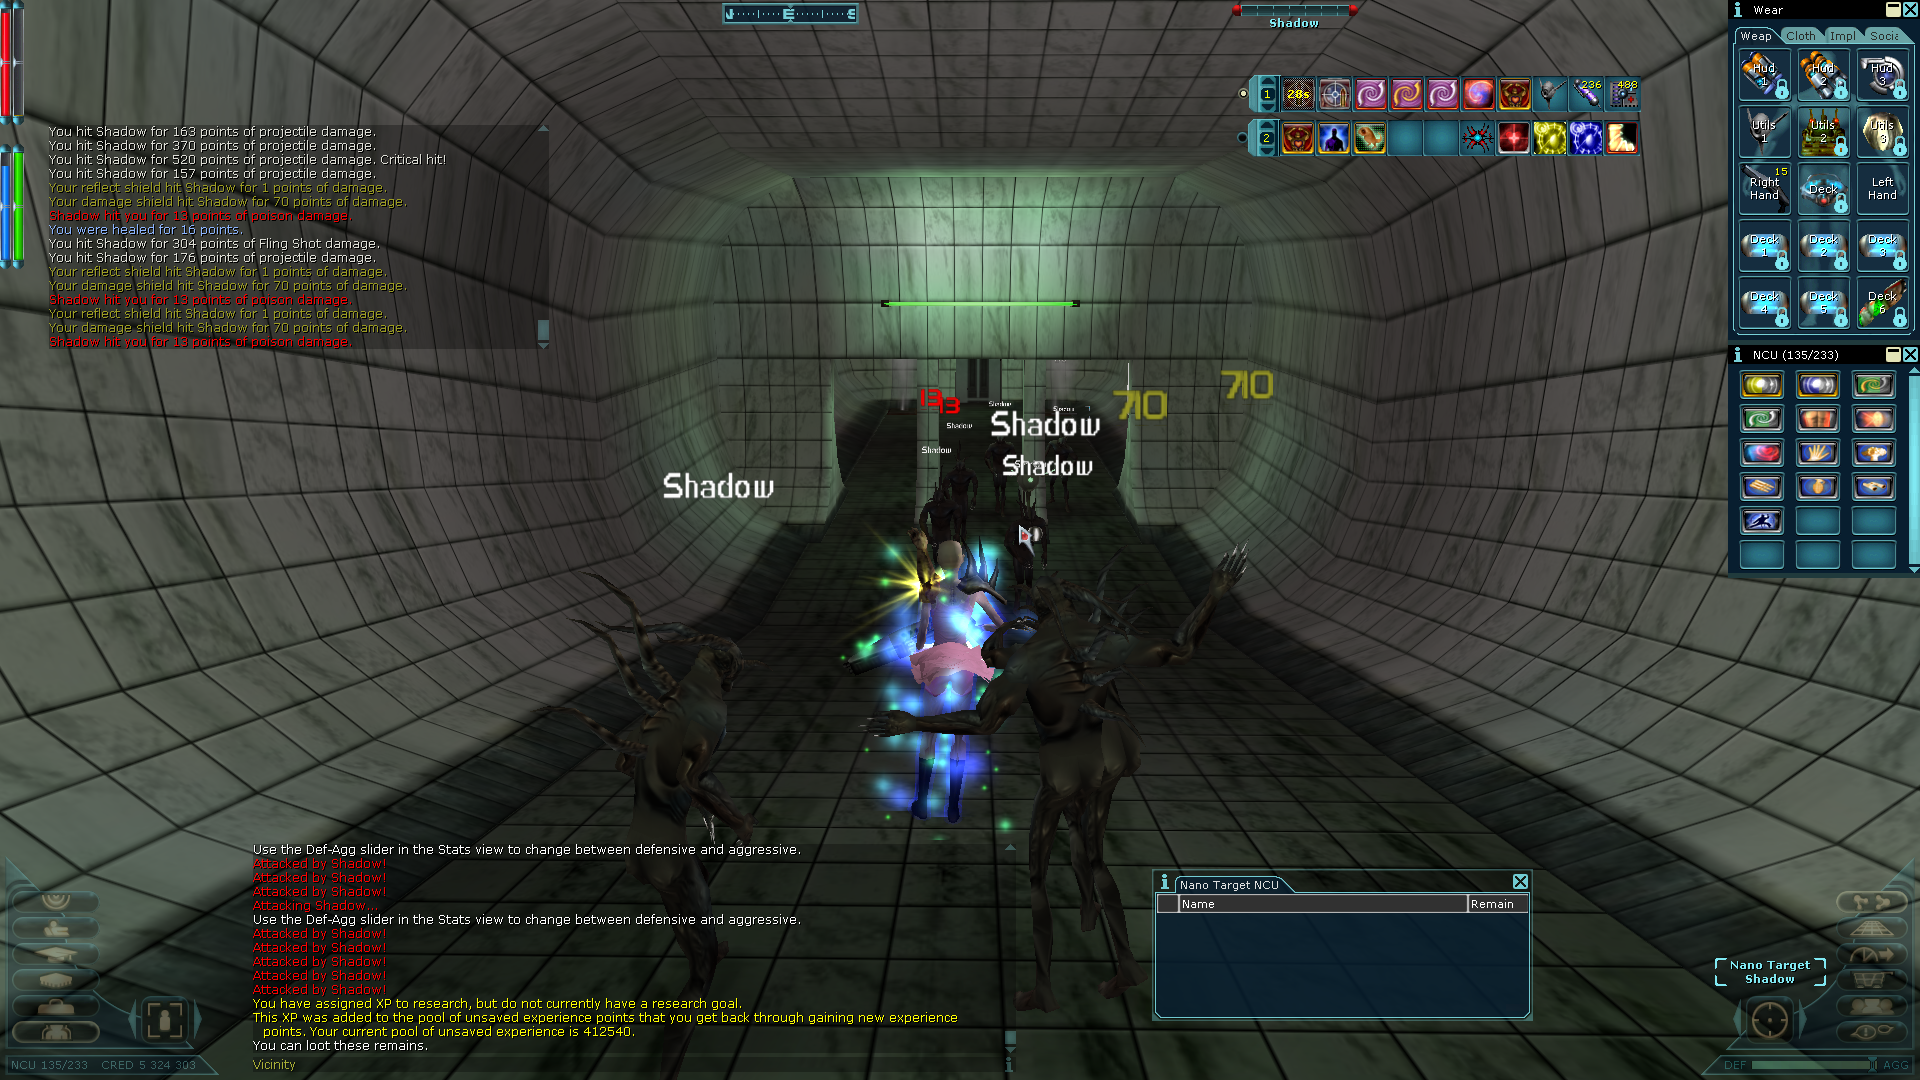 Shadow
i Wear
Weap Cloth Impl Socia
Hud 1
Hud 2
Hud 3
Utils 1
Utils 2
Utils 3
15
Right Hand
Deck
Left Hand
Deck 1
Deck 2
Deck 3
Deck 4
Deck 5
Deck 6
1
28s
236
488
2
You hit Shadow for 163 points of projectile damage.
You hit Shadow for 370 points of projectile damage.
You hit Shadow for 520 points of projectile damage. Critical hit!
You hit Shadow for 157 points of projectile damage.
Your reflect shield hit Shadow for 1 points of damage.
Your damage shield hit Shadow for 70 points of damage.
Shadow hit you for 13 points of poison damage.
You were healed for 16 points.
You hit Shadow for 304 points of Fling Shot damage.
You hit Shadow for 176 points of projectile damage.
Your reflect shield hit Shadow for 1 points of damage.
Your damage shield hit Shadow for 70 points of damage.
Shadow hit you for 13 points of poison damage.
Your reflect shield hit Shadow for 1 points of damage.
Your damage shield hit Shadow for 70 points of damage.
Shadow hit you for 13 points of poison damage.
i NCU (135/233)
710
710
13
13
Shadow
Shadow
Shadow
Shadow
Shadow
Shadow
Shadow
Use the Def-Agg slider in the Stats view to change between defensive and aggressive.
Attacked by Shadow!
Attacked by Shadow!
Attacked by Shadow!
Attacking Shadow...
Use the Def-Agg slider in the Stats view to change between defensive and aggressive.
Attacked by Shadow!
Attacked by Shadow!
Attacked by Shadow!
Attacked by Shadow!
Attacked by Shadow!
You have assigned XP to research, but do not currently have a research goal.
This XP was added to the pool of unsaved experience points that you get back through gaining new experience
points. Your current pool of unsaved experience is 412540.
You can loot these remains.
Vicinity
i Nano Target NCU
Name Remain
Nano Target
Shadow
NCU 135/233 CRED 5 324 303
DEF AGG